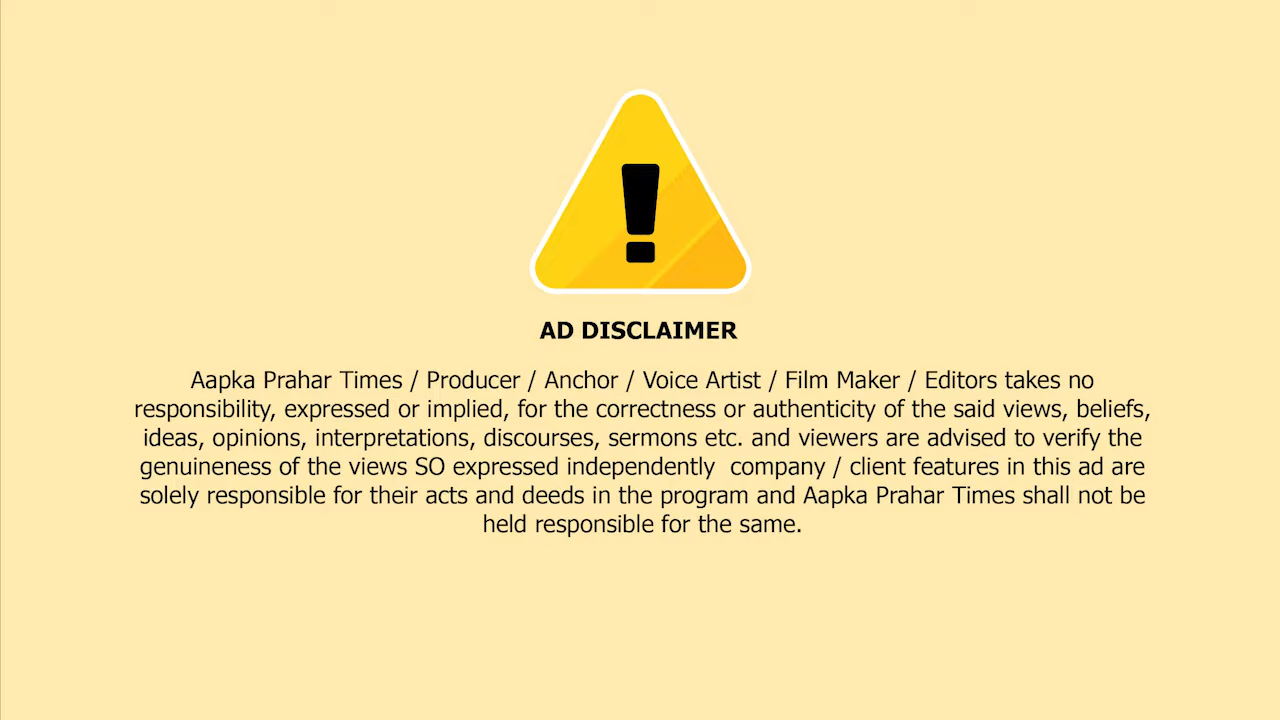 AD DISCLAIMER
Aapka Prahar Times / Producer / Anchor / Voice Artist / Film Maker / Editors takes no
responsibility, expressed or implied, for the correctness or authenticity of the said views, beliefs,
ideas, opinions, interpretations, discourses, sermons etc. and viewers are advised to verify the
genuineness of the views SO expressed independently  company / client features in this ad are
solely responsible for their acts and deeds in the program and Aapka Prahar Times shall not be
held responsible for the same.